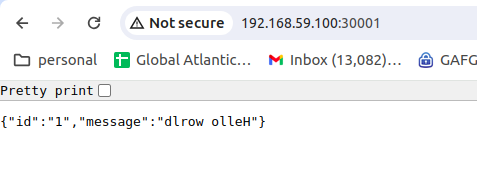 Not secure 192.168.59.100:30001
personal Global Atlantic... Inbox (13,082)... GAFG
Pretty print
{"id":"1","message":"dlrow olleH"}